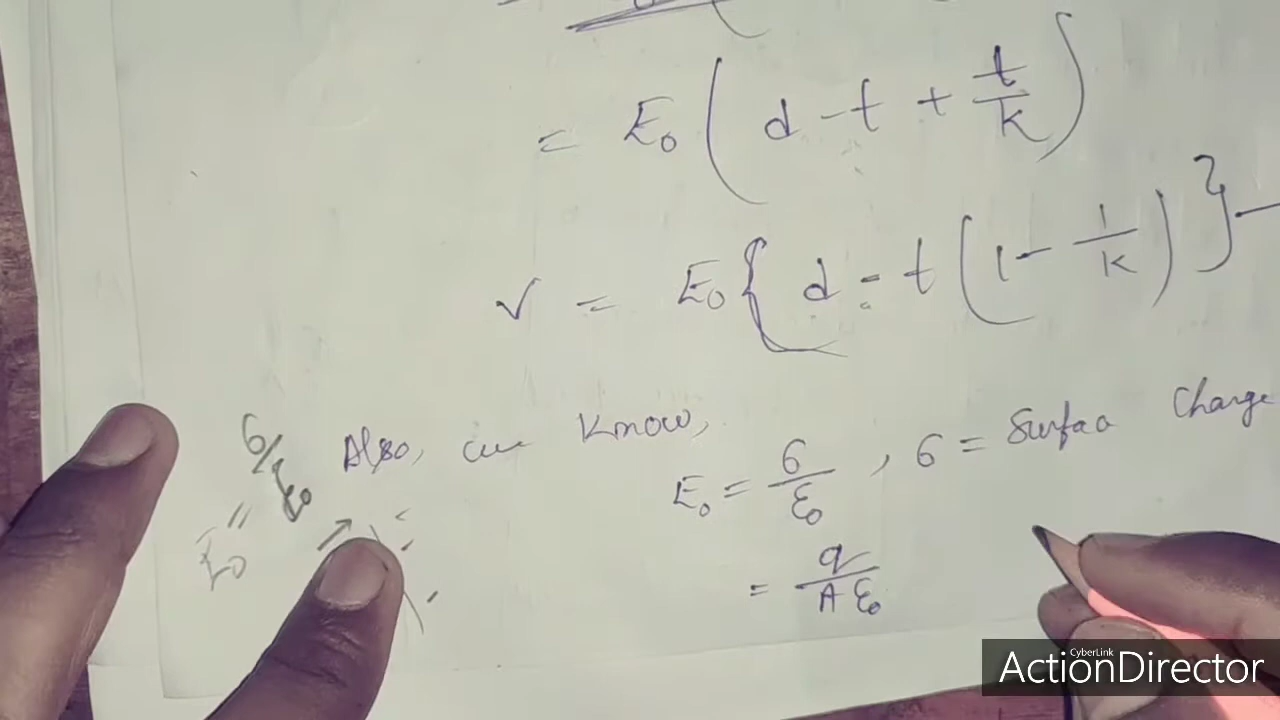 = E₀ ( d - t + t/K )
V = E₀ { d - t ( 1 - 1/K ) }
Also, we Know,
E₀ = σ/ε₀ , σ = Surface Charge
= q/Aε₀
σ/ε₀
E₀ =
CyberLink
ActionDirector